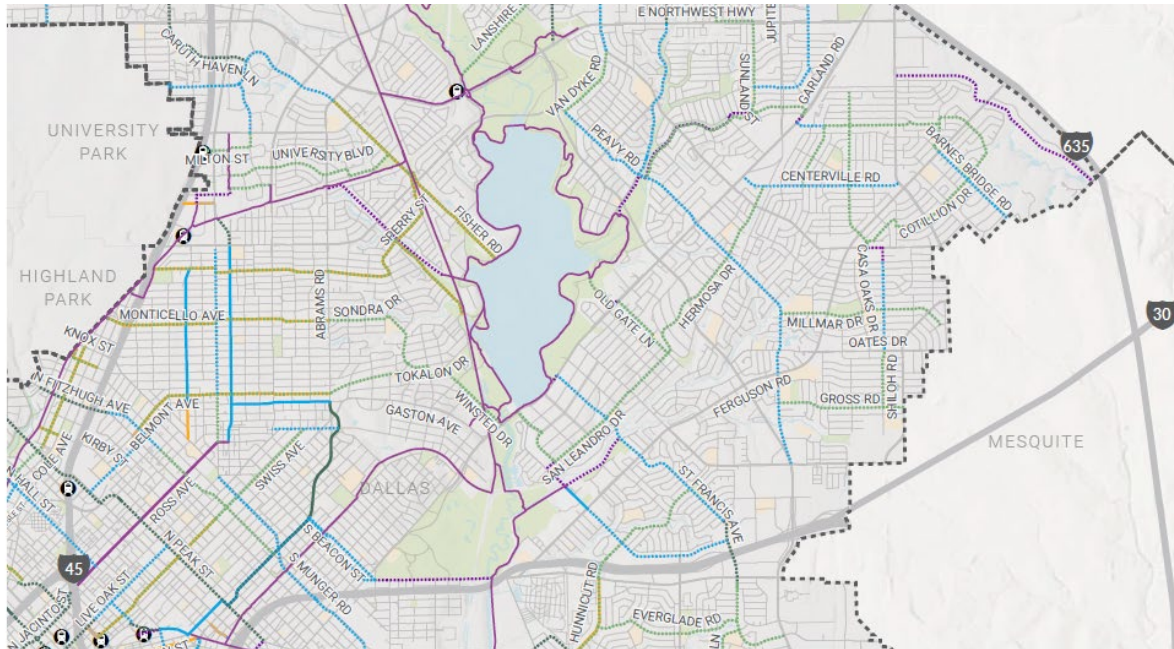 E NORTHWEST HWY
LANSHIRE
JUPITE
CARUTH HAVEN LN
SUNLAND ST
GARLAND RD
VAN DYKE RD
UNIVERSITY
PARK
MILTON ST
UNIVERSITY BLVD
PEAVY RD
BARNES BRIDGE RD
635
CENTERVILLE RD
SBERRY ST
FISHER RD
COTILLION DR
HIGHLAND
PARK
ABRAMS RD
HERMOSA DR
CASA OAKS DR
MONTICELLO AVE
SONDRA DR
OLD GATE LN
MILLMAR DR
30
KNOX ST
OATES DR
TOKALON DR
N FITZHUGH AVE
BELMONT AVE
FERGUSON RD
SHILOH RD
GASTON AVE
WINSTED DR
GROSS RD
KIRBY ST
COLE AVE
SWISS AVE
SAN LEANDRO DR
MESQUITE
N HALL ST
ROSS AVE
DALLAS
ST FRANCIS AVE
N PEAK ST
S BEACON ST
45
S MUNGER RD
LIVE OAK ST
JACINTO ST
HUNNICUT RD
EVERGLADE RD
LN